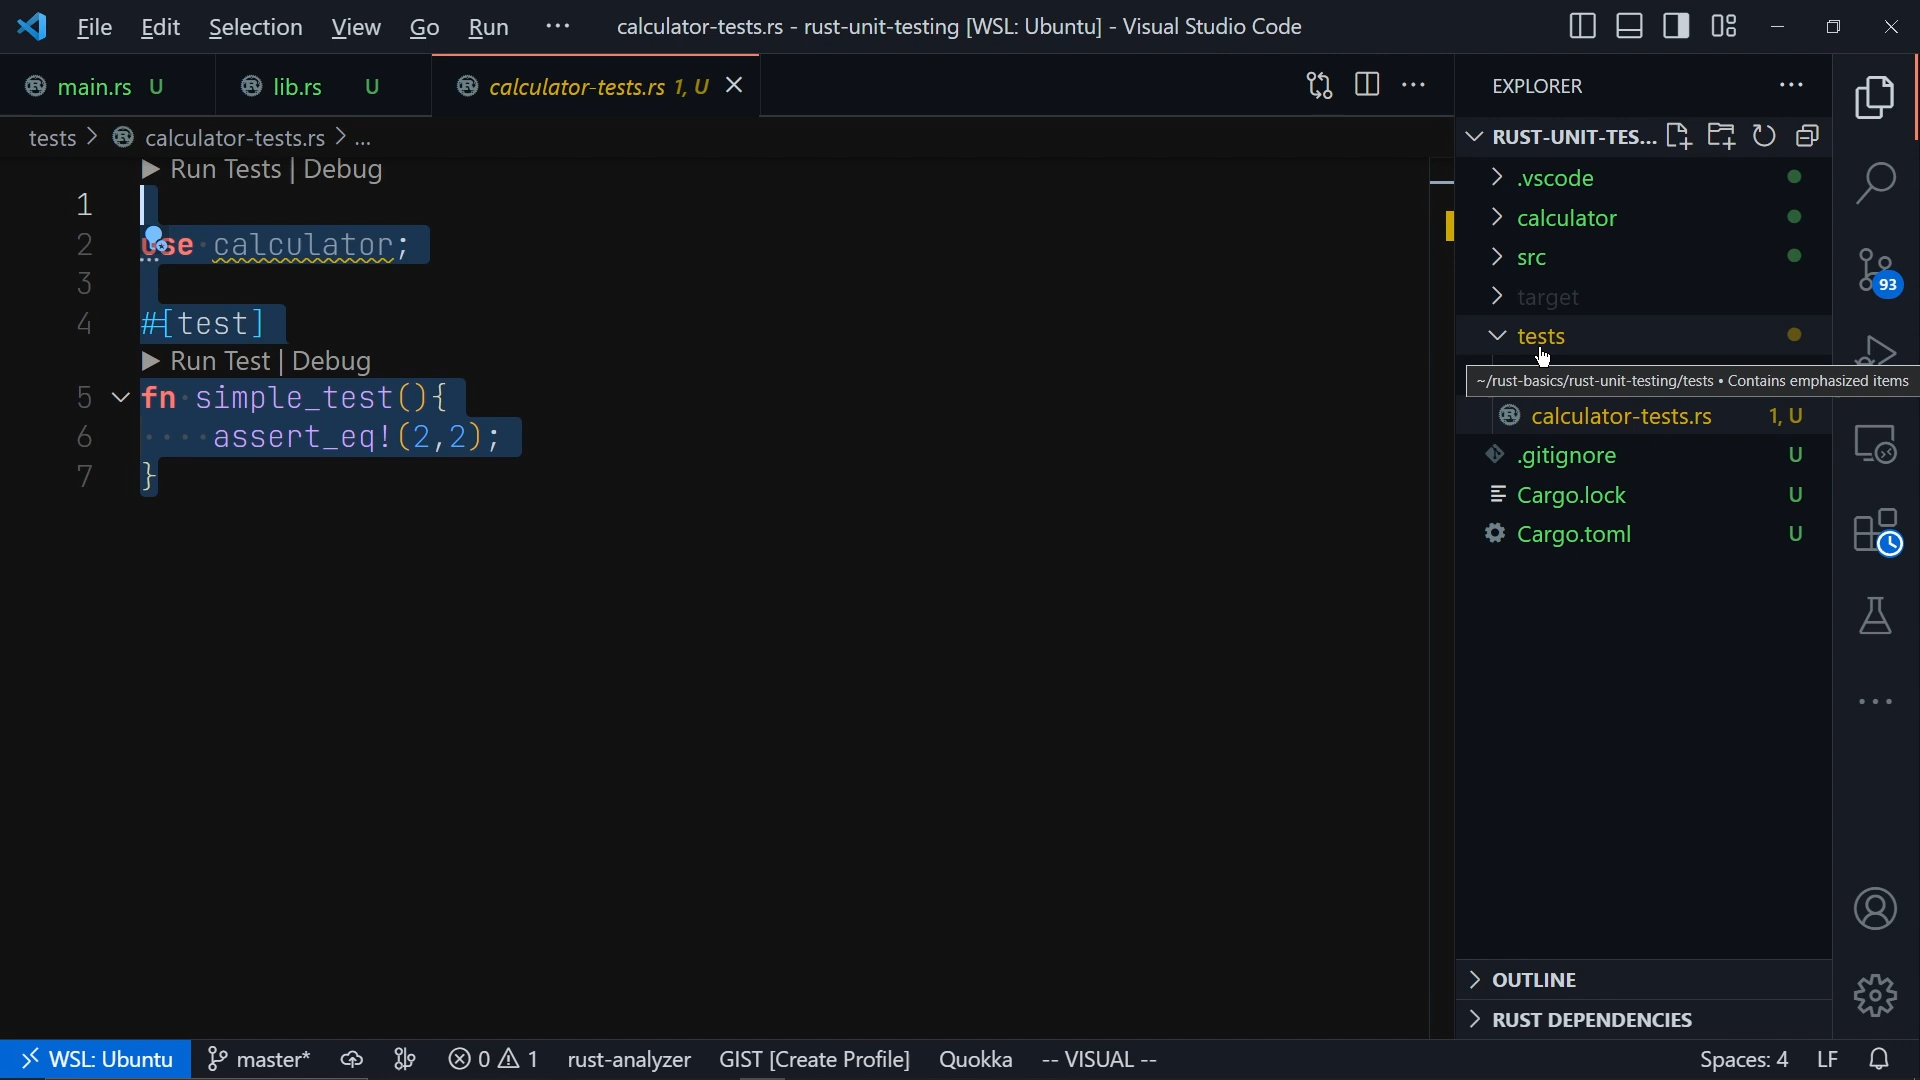 File Edit Selection View Go Run ··· calculator-tests.rs - rust-unit-testing [WSL: Ubuntu] - Visual Studio Code
main.rs U lib.rs U calculator-tests.rs 1, U
tests > calculator-tests.rs > ...
Run Tests | Debug
1
2 use calculator;
3
4 #[test]
Run Test | Debug
5 fn simple_test(){
6 ····assert_eq!(2,2);
7 }
EXPLORER
RUST-UNIT-TES...
.vscode
calculator
src
target
tests
~/rust-basics/rust-unit-testing/tests • Contains emphasized items
calculator-tests.rs 1, U
.gitignore U
Cargo.lock U
Cargo.toml U
93
OUTLINE
RUST DEPENDENCIES
WSL: Ubuntu master* 0 1 rust-analyzer GIST [Create Profile] Quokka -- VISUAL -- Spaces: 4 LF